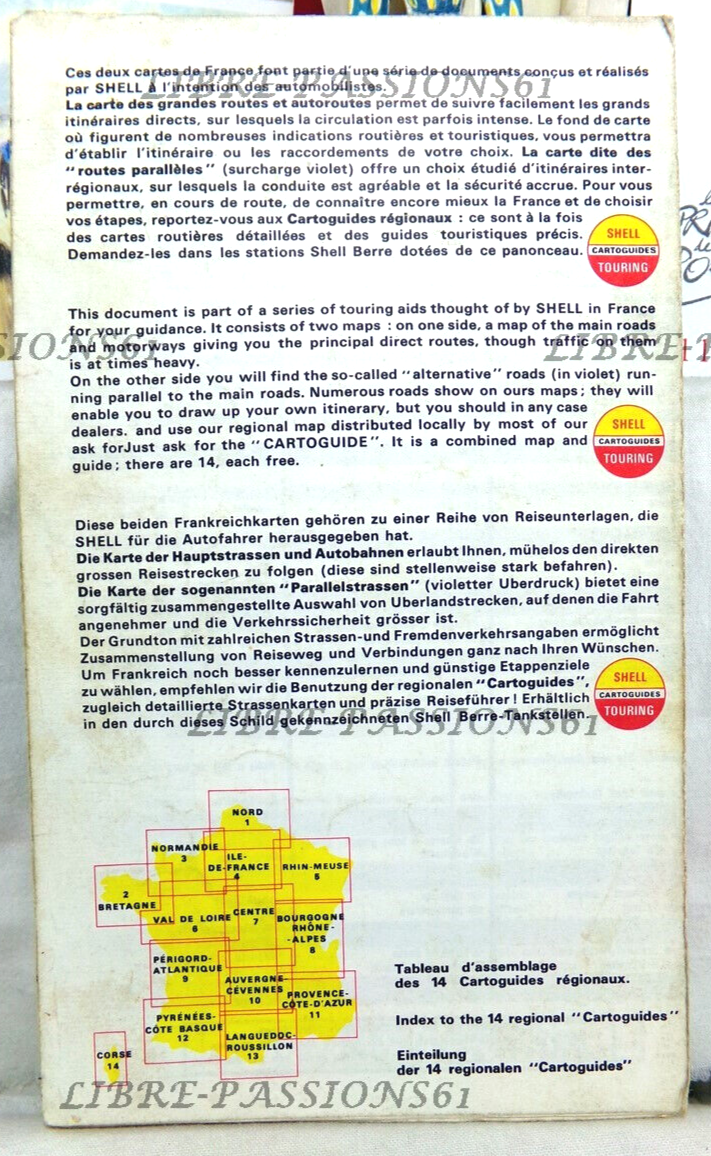 Ces deux cartes de France font partie d'une série de documents conçus et réalisés
par SHELL à l'intention des automobilistes.
La carte des grandes routes et autoroutes permet de suivre facilement les grands
itinéraires directs, sur lesquels la circulation est parfois intense. Le fond de carte
où figurent de nombreuses indications routières et touristiques, vous permettra
d'établir l'itinéraire ou les raccordements de votre choix. La carte dite des
"routes parallèles" (surcharge violet) offre un choix étudié d'itinéraires inter-
régionaux, sur lesquels la conduite est agréable et la sécurité accrue. Pour vous
permettre, en cours de route, de connaître encore mieux la France et de choisir
vos étapes, reportez-vous aux Cartoguides régionaux : ce sont à la fois
des cartes routières détaillées et des guides touristiques précis.
Demandez-les dans les stations Shell Berre dotées de ce panonceau.
SHELL
CARTOGUIDES
TOURING
This document is part of a series of touring aids thought of by SHELL in France
for your guidance. It consists of two maps : on one side, a map of the main roads
and motorways giving you the principal direct routes, though traffic on them
is at times heavy.
On the other side you will find the so-called "alternative" roads (in violet) run-
ning parallel to the main roads. Numerous roads show on ours maps ; they will
enable you to draw up your own itinerary, but you should in any case
dealers. and use our regional map distributed locally by most of our
ask forJust ask for the "CARTOGUIDE". It is a combined map and
guide ; there are 14, each free.
SHELL
CARTOGUIDES
TOURING
Diese beiden Frankreichkarten gehören zu einer Reihe von Reiseunterlagen, die
SHELL für die Autofahrer herausgegeben hat.
Die Karte der Hauptstrassen und Autobahnen erlaubt Ihnen, mühelos den direkten
grossen Reisestrecken zu folgen (diese sind stellenweise stark befahren).
Die Karte der sogenannten "Parallelstrassen" (violetter Uberdruck) bietet eine
sorgfältig zusammengestellte Auswahl von Uberlandstrecken, auf denen die Fahrt
angenehmer und die Verkehrssicherheit grösser ist.
Der Grundton mit zahlreichen Strassen-und Fremdenverkehrsangaben ermöglicht
Zusammenstellung von Reiseweg und Verbindungen ganz nach Ihren Wünschen.
Um Frankreich noch besser kennenzulernen und günstige Etappenziele
zu wählen, empfehlen wir die Benutzung der regionalen "Cartoguides",
zugleich detaillierte Strassenkarten und präzise Reiseführer ! Erhältlich
in den durch dieses Schild gekennzeichneten Shell Berre-Tankstellen.
SHELL
CARTOGUIDES
TOURING
NORD
1
NORMANDIE
3
ILE-
DE-FRANCE
4
RHIN-MEUSE
5
2
BRETAGNE
VAL DE LOIRE
6
CENTRE
7
BOURGOGNE
RHÔNE-
-ALPES
8
PÉRIGORD-
ATLANTIQUE
9
AUVERGNE-
CÉVENNES
10
PROVENCE-
CÔTE-D'AZUR
11
PYRÉNÉES-
CÔTE BASQUE
12
LANGUEDOC-
ROUSSILLON
13
CORSE
14
Tableau d'assemblage
des 14 Cartoguides régionaux.
Index to the 14 regional "Cartoguides"
Einteilung
der 14 regionalen "Cartoguides"
LIBRE-PASSIONS61
LIBRE-PASSIONS61
LIBRE-PASSIONS61